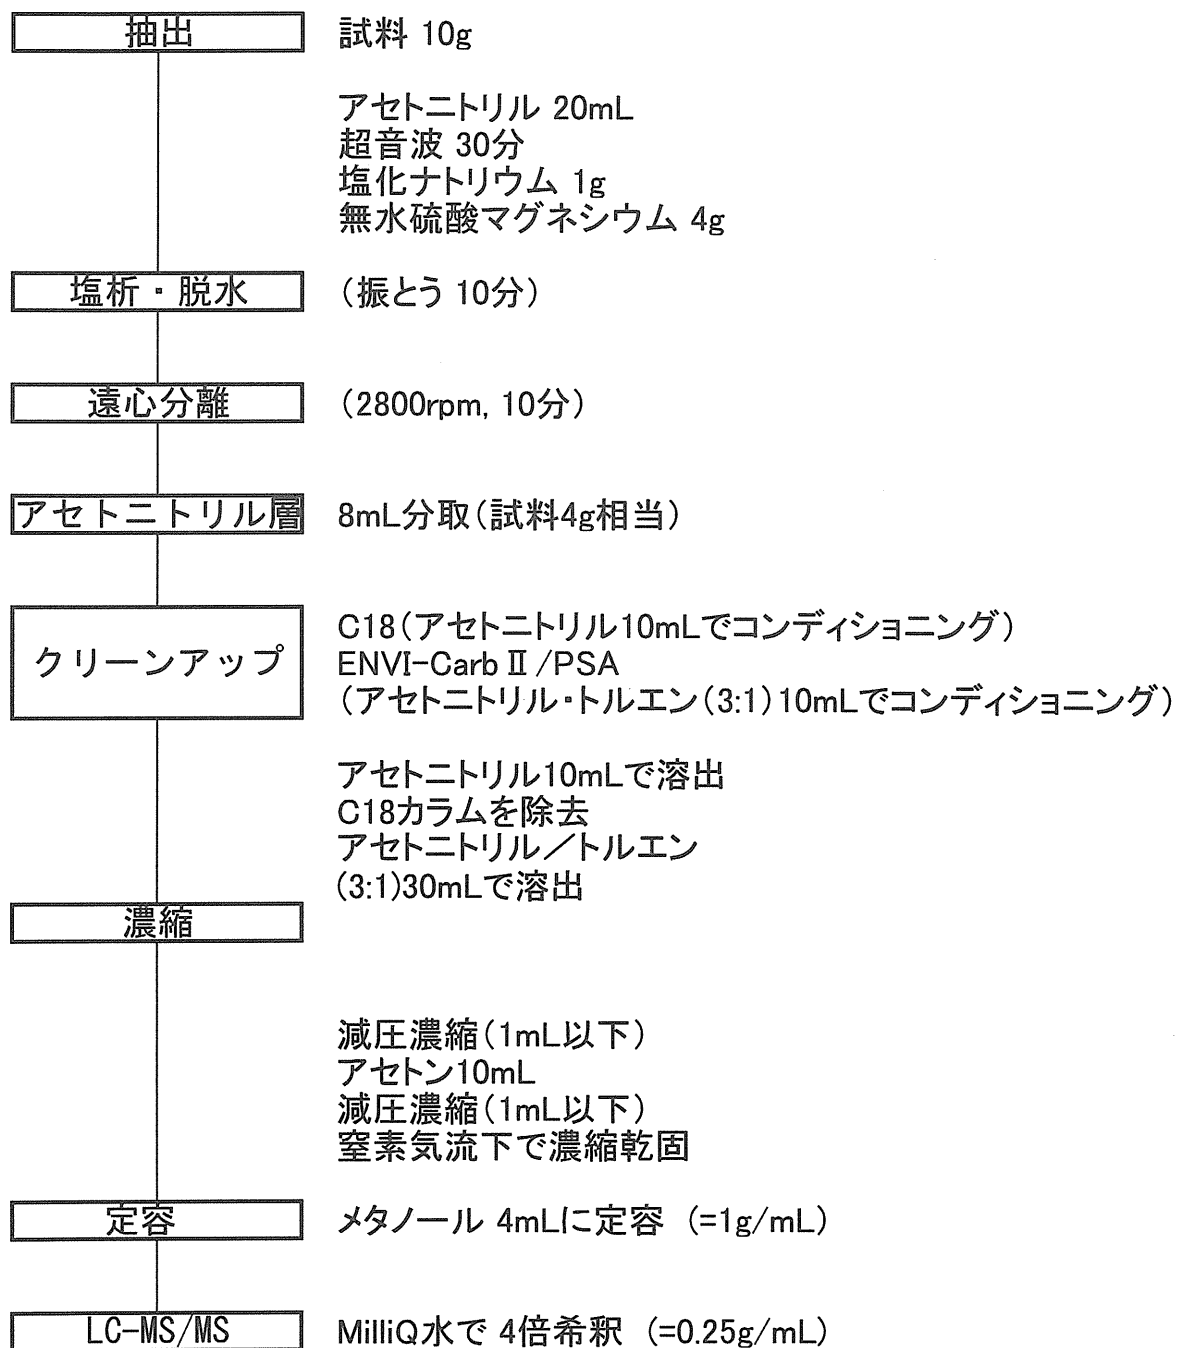 抽出
試料 10g
アセトニトリル 20mL
超音波 30分
塩化ナトリウム 1g
無水硫酸マグネシウム 4g
塩析・脱水
（振とう 10分）
遠心分離
（2800rpm, 10分）
アセトニトリル層
8mL分取（試料4g相当）
クリーンアップ
C18（アセトニトリル10mLでコンディショニング）
ENVI-CarbⅡ/PSA
（アセトニトリル・トルエン（3:1）10mLでコンディショニング）
アセトニトリル10mLで溶出
C18カラムを除去
アセトニトリル／トルエン
(3:1)30mLで溶出
濃縮
減圧濃縮（1mL以下）
アセトン10mL
減圧濃縮（1mL以下）
窒素気流下で濃縮乾固
定容
メタノール 4mLに定容 (=1g/mL)
LC-MS/MS
MilliQ水で 4倍希釈 (=0.25g/mL)